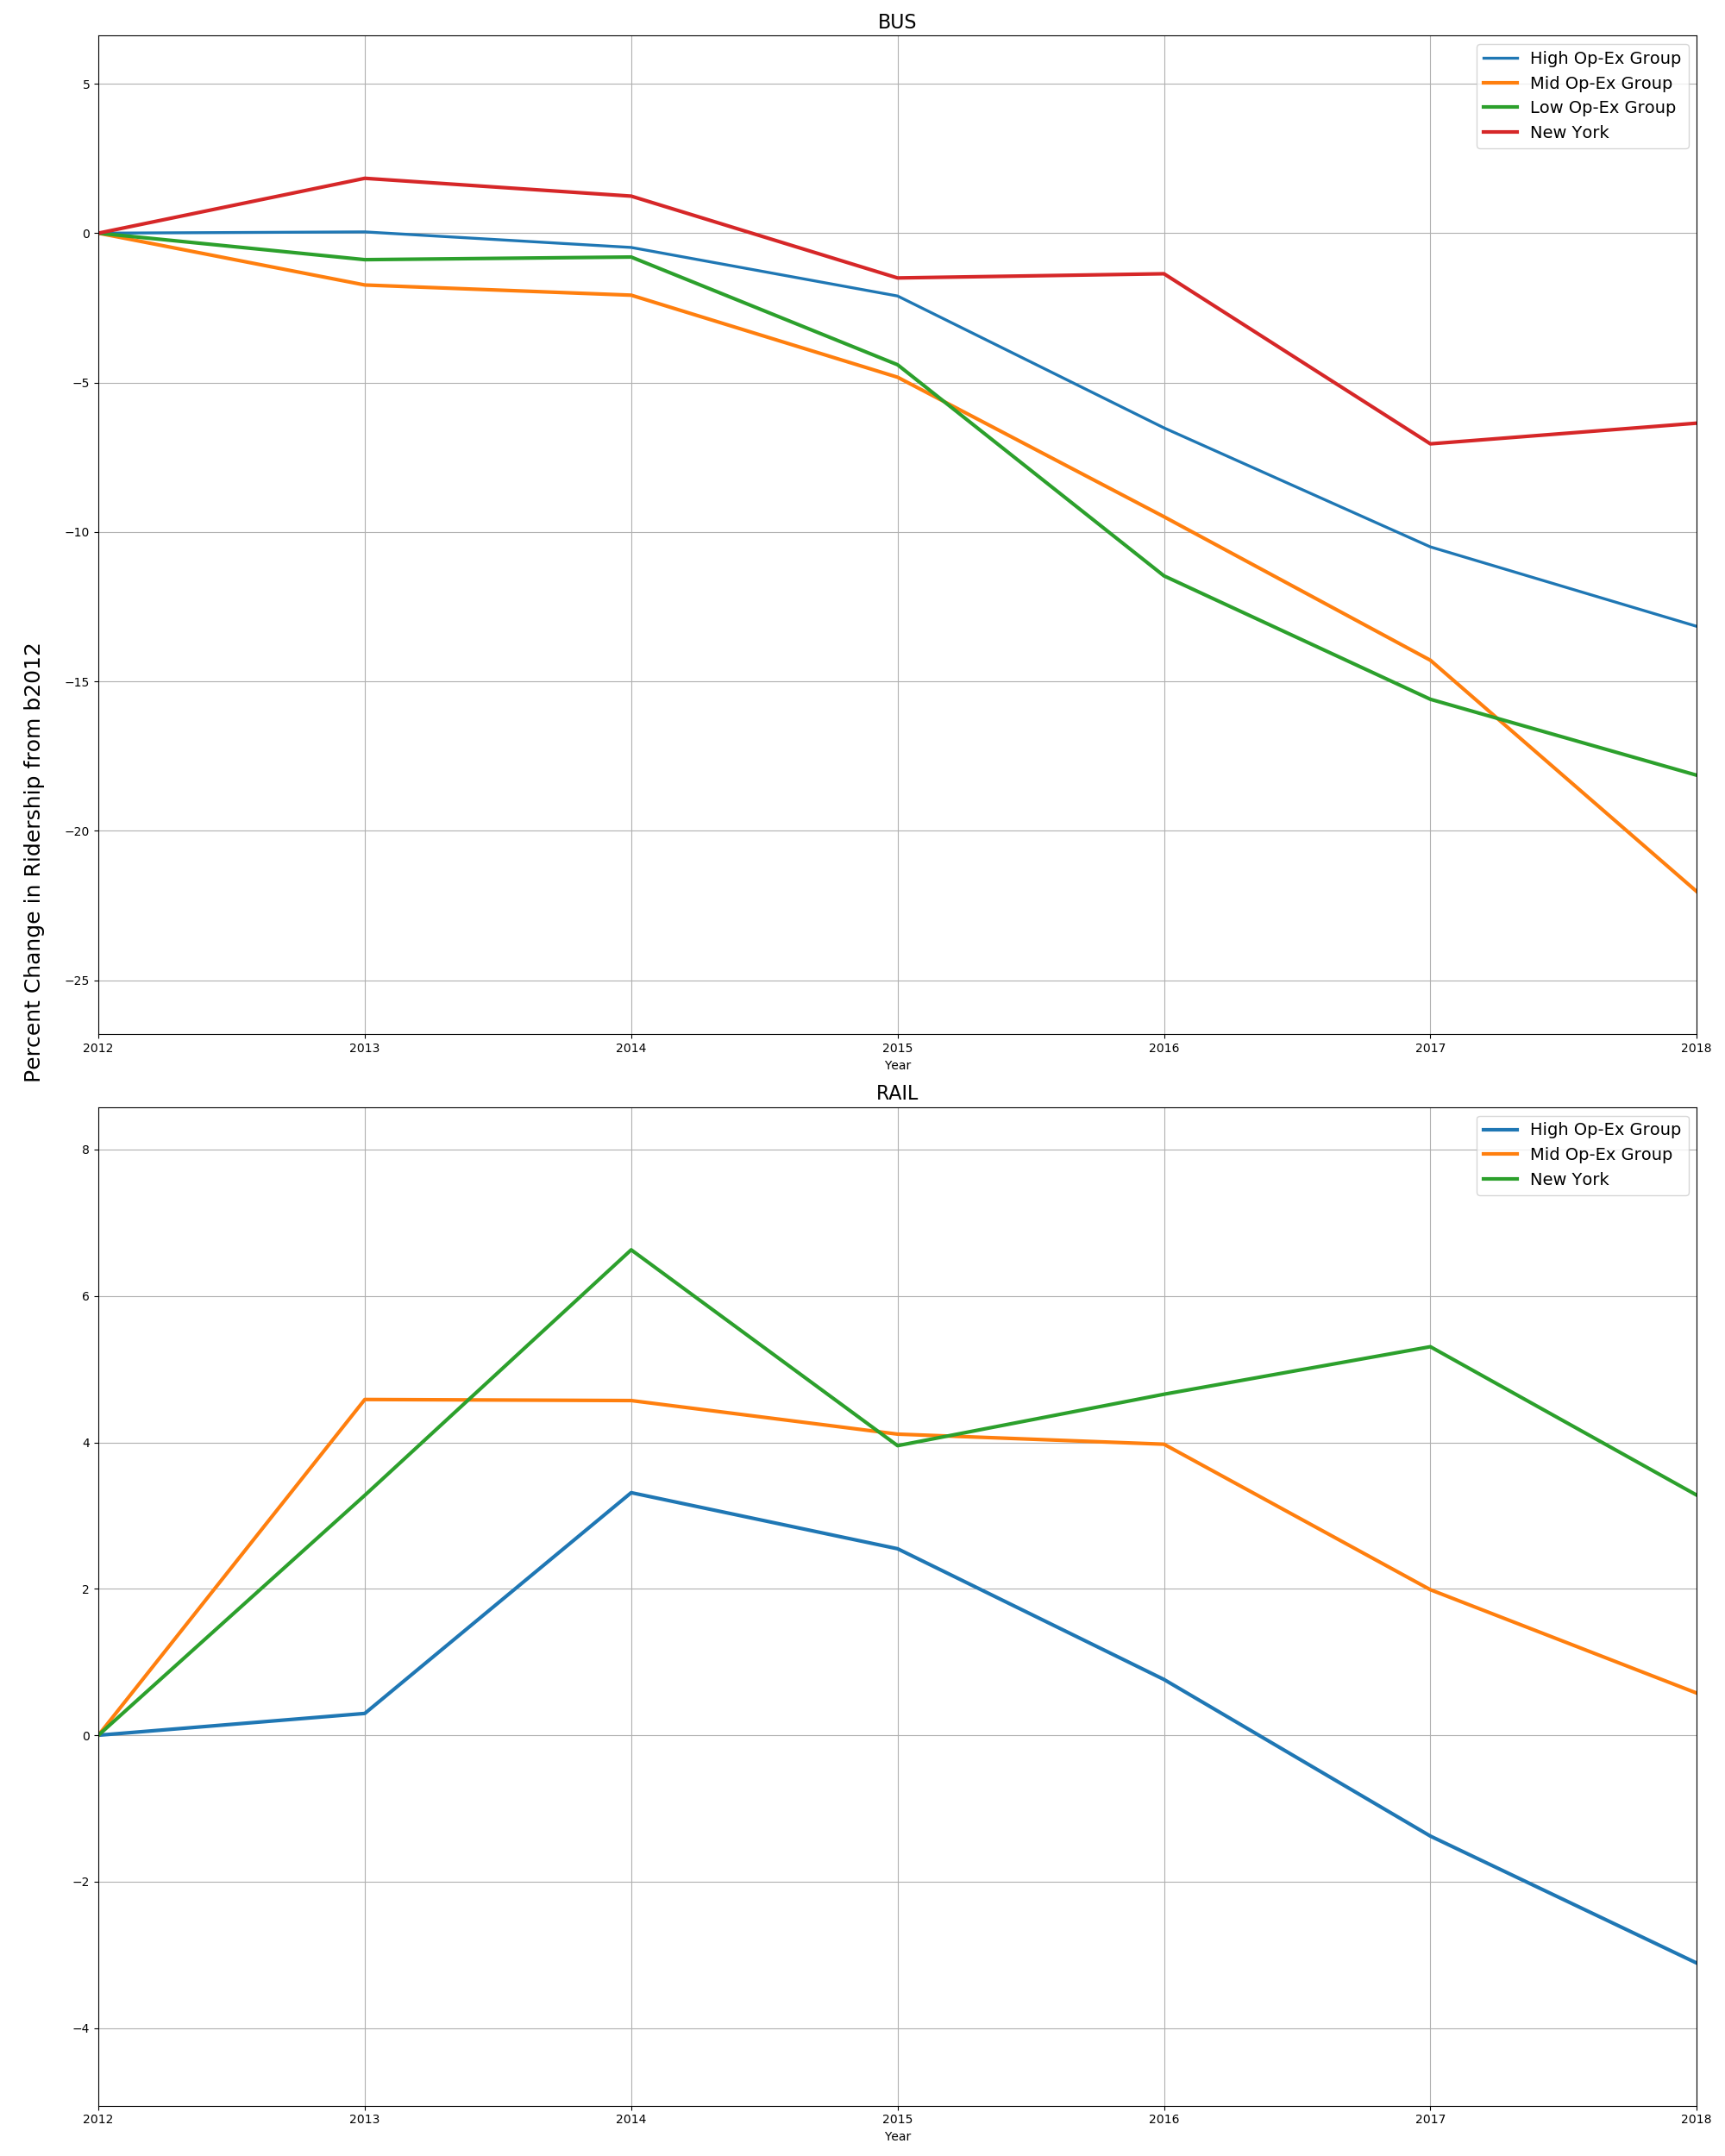 BUS
High Op-Ex Group
Mid Op-Ex Group
Low Op-Ex Group
New York
5
0
−5
−10
−15
−20
−25
2012 2013 2014 2015 2016 2017 2018
Year
Percent Change in Ridership from b2012
RAIL
High Op-Ex Group
Mid Op-Ex Group
New York
8
6
4
2
0
−2
−4
2012 2013 2014 2015 2016 2017 2018
Year